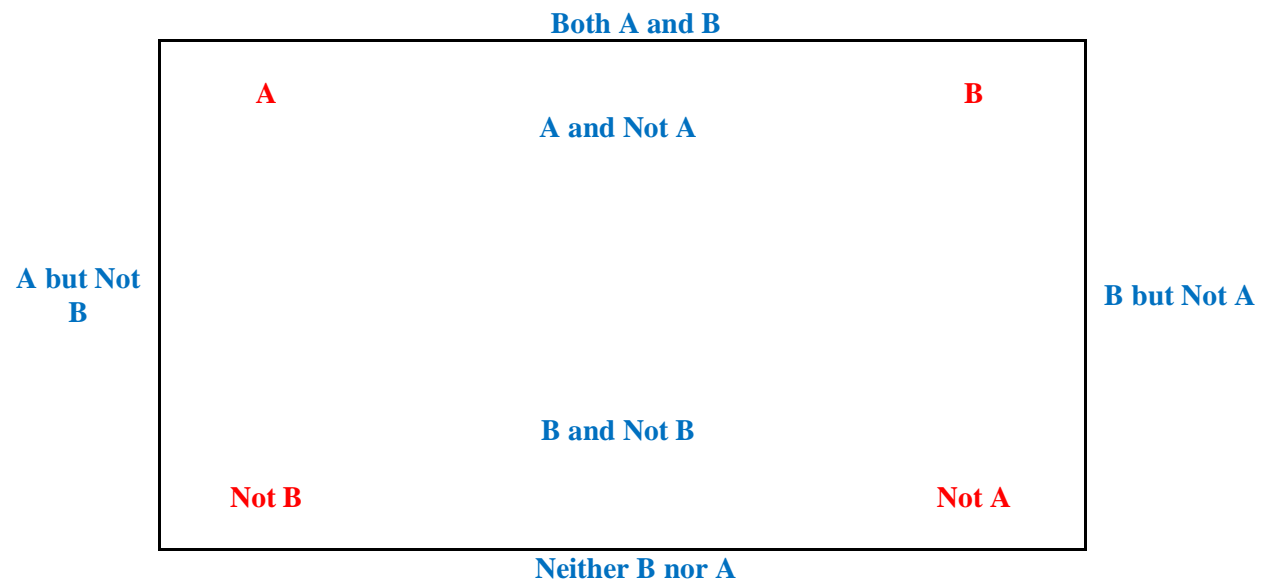 Both A and B
A
B
A and Not A
A but Not
B
B but Not A
B and Not B
Not B
Not A
Neither B nor A